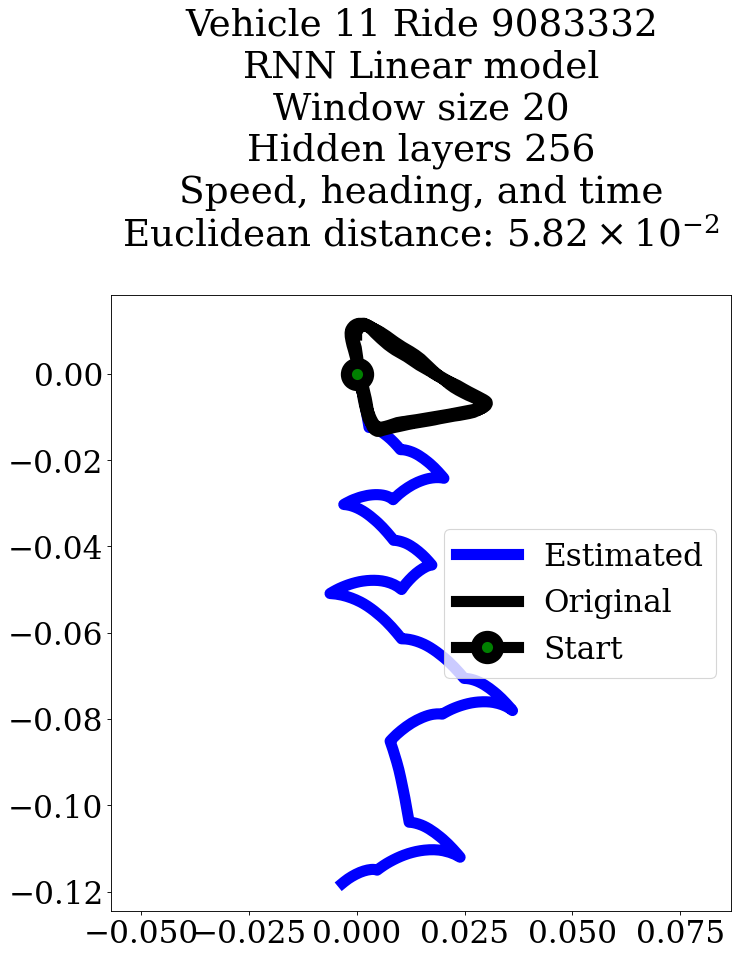 Vehicle 11 Ride 9083332
RNN Linear model
Window size 20
Hidden layers 256
Speed, heading, and time
Euclidean distance: 5.82 × 10⁻²
0.00
−0.02
−0.04
−0.06
−0.08
−0.10
−0.12
Estimated
Original
Start
−0.050 −0.025 0.000 0.025 0.050 0.075